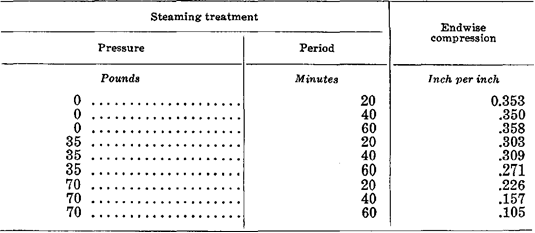 Steaming treatment
Endwise
compression
Pressure Period
Pounds Minutes Inch per inch
0 ..................... 20 0.353
0 ..................... 40 .350
0 ..................... 60 .358
35 ..................... 20 .303
35 ..................... 40 .309
35 ..................... 60 .271
70 ..................... 20 .226
70 ..................... 40 .157
70 ..................... 60 .105